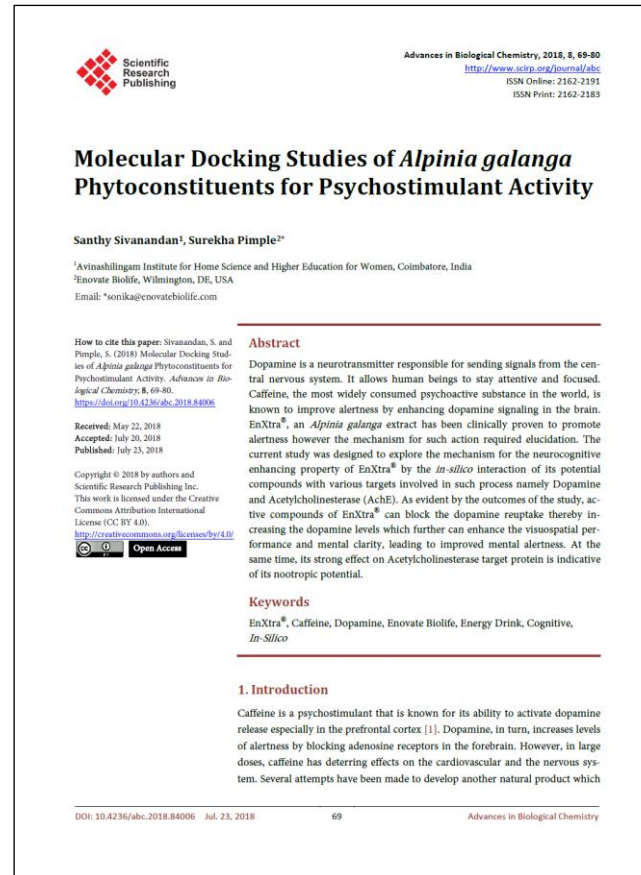 Scientific
Research
Publishing
Advances in Biological Chemistry, 2018, 8, 69-80
http://www.scirp.org/journal/abc
ISSN Online: 2162-2191
ISSN Print: 2162-2183
Molecular Docking Studies of Alpinia galanga
Phytoconstituents for Psychostimulant Activity
Santhy Sivanandan1, Surekha Pimple2*
1Avinashilingam Institute for Home Science and Higher Education for Women, Coimbatore, India
2Enovate Biolife, Wilmington, DE, USA
Email: *sonika@enovatebiolife.com
How to cite this paper: Sivanandan, S. and
Pimple, S. (2018) Molecular Docking Stud-
ies of Alpinia galanga Phytoconstituents for
Psychostimulant Activity. Advances in Bio-
logical Chemistry, 8, 69-80.
https://doi.org/10.4236/abc.2018.84006
Received: May 22, 2018
Accepted: July 20, 2018
Published: July 23, 2018
Copyright © 2018 by authors and
Scientific Research Publishing Inc.
This work is licensed under the Creative
Commons Attribution International
License (CC BY 4.0).
http://creativecommons.org/licenses/by/4.0/
Open Access
Abstract
Dopamine is a neurotransmitter responsible for sending signals from the cen-
tral nervous system. It allows human beings to stay attentive and focused.
Caffeine, the most widely consumed psychoactive substance in the world, is
known to improve alertness by enhancing dopamine signaling in the brain.
EnXtra®, an Alpinia galanga extract has been clinically proven to promote
alertness however the mechanism for such action required elucidation. The
current study was designed to explore the mechanism for the neurocognitive
enhancing property of EnXtra® by the in-silico interaction of its potential
compounds with various targets involved in such process namely Dopamine
and Acetylcholinesterase (AchE). As evident by the outcomes of the study, ac-
tive compounds of EnXtra® can block the dopamine reuptake thereby in-
creasing the dopamine levels which further can enhance the visuospatial per-
formance and mental clarity, leading to improved mental alertness. At the
same time, its strong effect on Acetylcholinesterase target protein is indicative
of its nootropic potential.
Keywords
EnXtra®, Caffeine, Dopamine, Enovate Biolife, Energy Drink, Cognitive,
In-Silico
1. Introduction
Caffeine is a psychostimulant that is known for its ability to activate dopamine
release especially in the prefrontal cortex [1]. Dopamine, in turn, increases levels
of alertness by blocking adenosine receptors in the forebrain. However, in large
doses, caffeine has deterring effects on the cardiovascular and the nervous sys-
tem. Several attempts have been made to develop another natural product which
DOI: 10.4236/abc.2018.84006 Jul. 23, 2018
69
Advances in Biological Chemistry